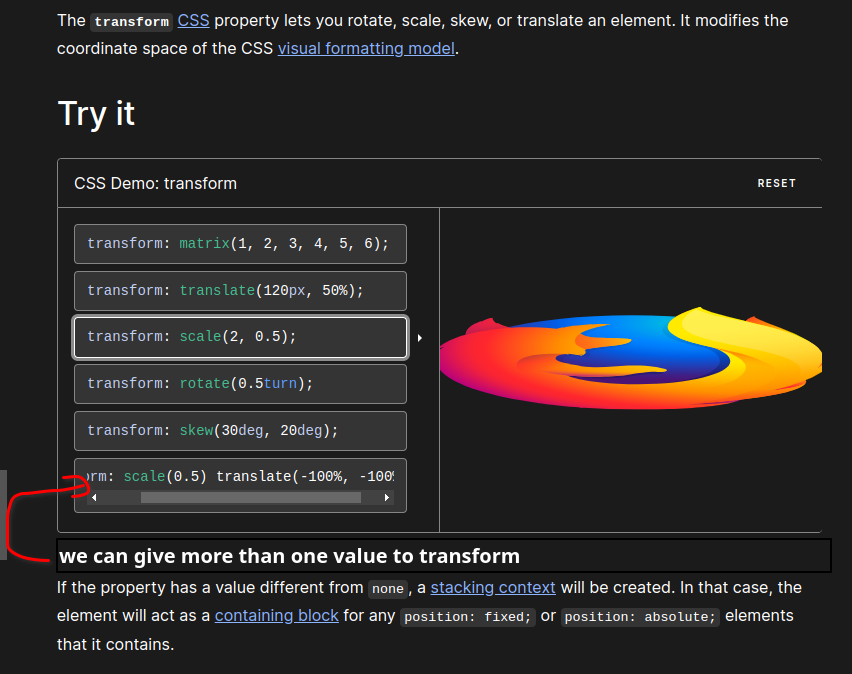 The transform CSS property lets you rotate, scale, skew, or translate an element. It modifies the
coordinate space of the CSS visual formatting model.
Try it
CSS Demo: transform
RESET
transform: matrix(1, 2, 3, 4, 5, 6);
transform: translate(120px, 50%);
transform: scale(2, 0.5);
transform: rotate(0.5turn);
transform: skew(30deg, 20deg);
orm: scale(0.5) translate(-100%, -100%
we can give more than one value to transform
If the property has a value different from none, a stacking context will be created. In that case, the
element will act as a containing block for any position: fixed; or position: absolute; elements
that it contains.